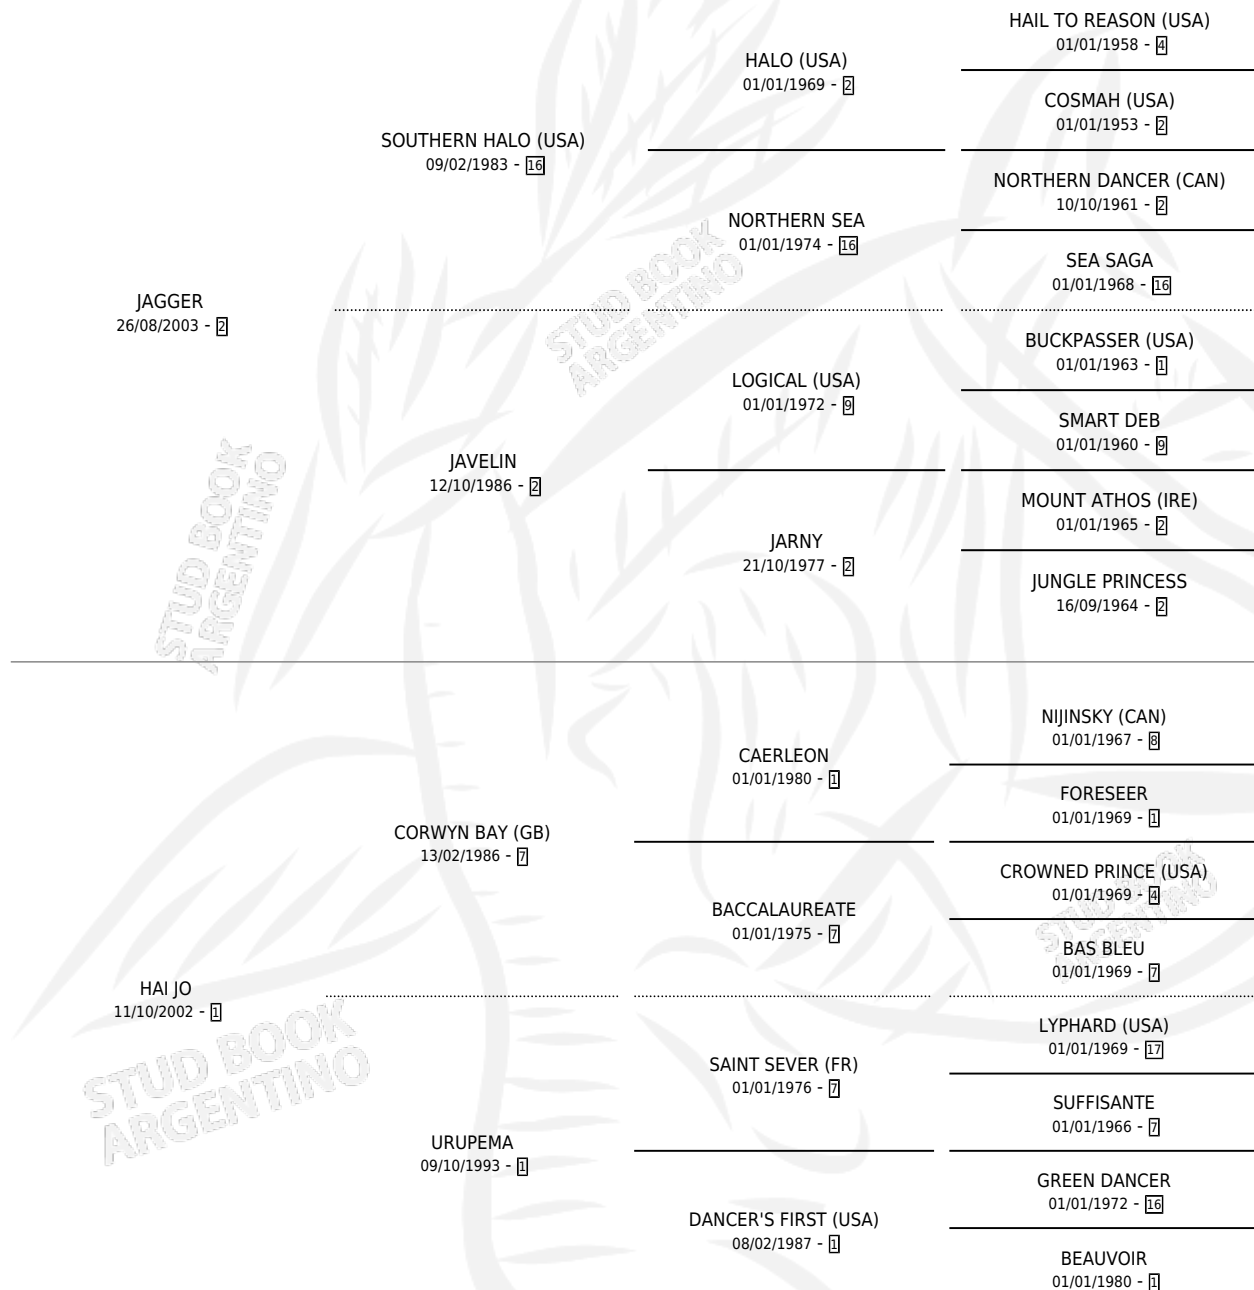 HAIL TO REASON (USA)
01/01/1958 - 4
HALO (USA)
01/01/1969 - 2
COSMAH (USA)
01/01/1953 - 2
SOUTHERN HALO (USA)
09/02/1983 - 16
NORTHERN DANCER (CAN)
10/10/1961 - 2
NORTHERN SEA
01/01/1974 - 16
SEA SAGA
01/01/1968 - 16
JAGGER
26/08/2003 - 2
STUD BOOK
ARGENTINO
BUCKPASSER (USA)
01/01/1963 - 1
LOGICAL (USA)
01/01/1972 - 9
SMART DEB
01/01/1960 - 9
JAVELIN
12/10/1986 - 2
MOUNT ATHOS (IRE)
01/01/1965 - 2
JARNY
21/10/1977 - 2
JUNGLE PRINCESS
16/09/1964 - 2
STUD BOOK
ARGENTINO
NIJINSKY (CAN)
01/01/1967 - 8
CAERLEON
01/01/1980 - 1
FORESEER
01/01/1969 - 1
CORWYN BAY (GB)
13/02/1986 - 7
CROWNED PRINCE (USA)
01/01/1969 - 4
BACCALAUREATE
01/01/1975 - 7
STUD BOOK
ARGENTINO
BAS BLEU
01/01/1969 - 7
HAI JO
11/10/2002 - 1
LYPHARD (USA)
01/01/1969 - 17
SAINT SEVER (FR)
01/01/1976 - 7
STUD BOOK
ARGENTINO
SUFFISANTE
01/01/1966 - 7
URUPEMA
09/10/1993 - 1
GREEN DANCER
01/01/1972 - 16
DANCER'S FIRST (USA)
08/02/1987 - 1
BEAUVOIR
01/01/1980 - 1